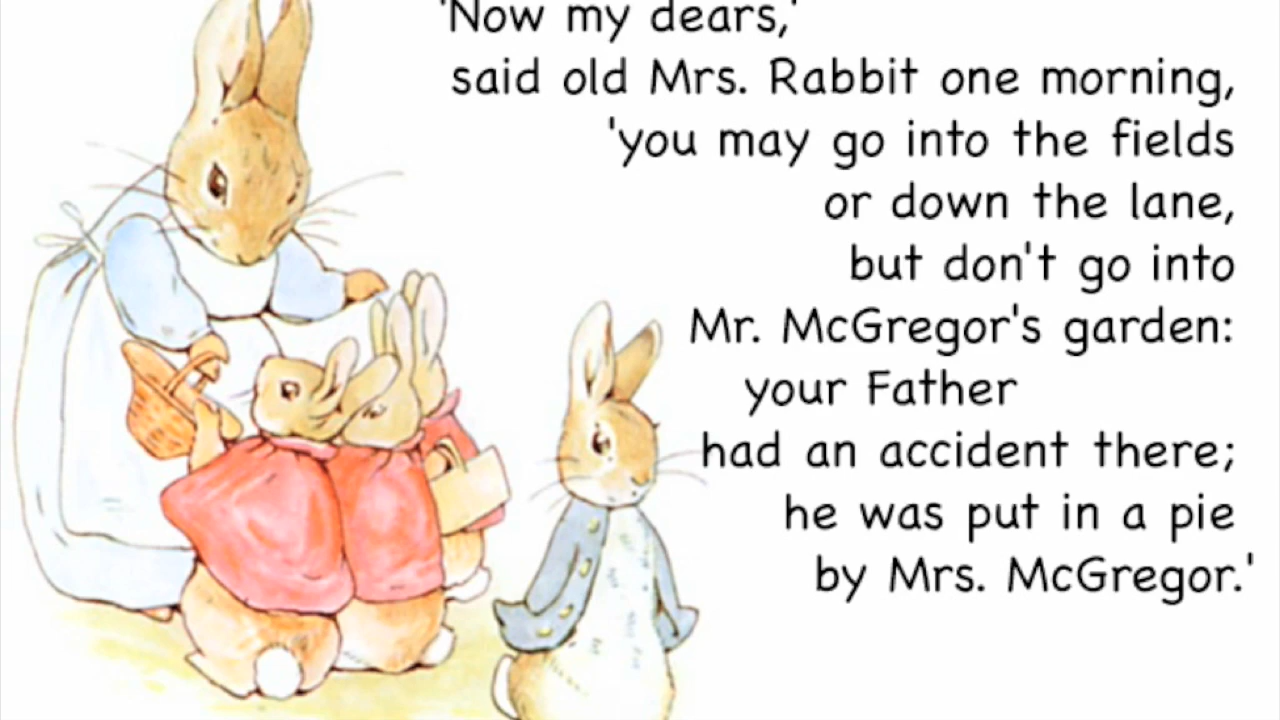 'Now my dears,'
said old Mrs. Rabbit one morning,
'you may go into the fields
or down the lane,
but don't go into
Mr. McGregor's garden:
your Father
had an accident there;
he was put in a pie
by Mrs. McGregor.'